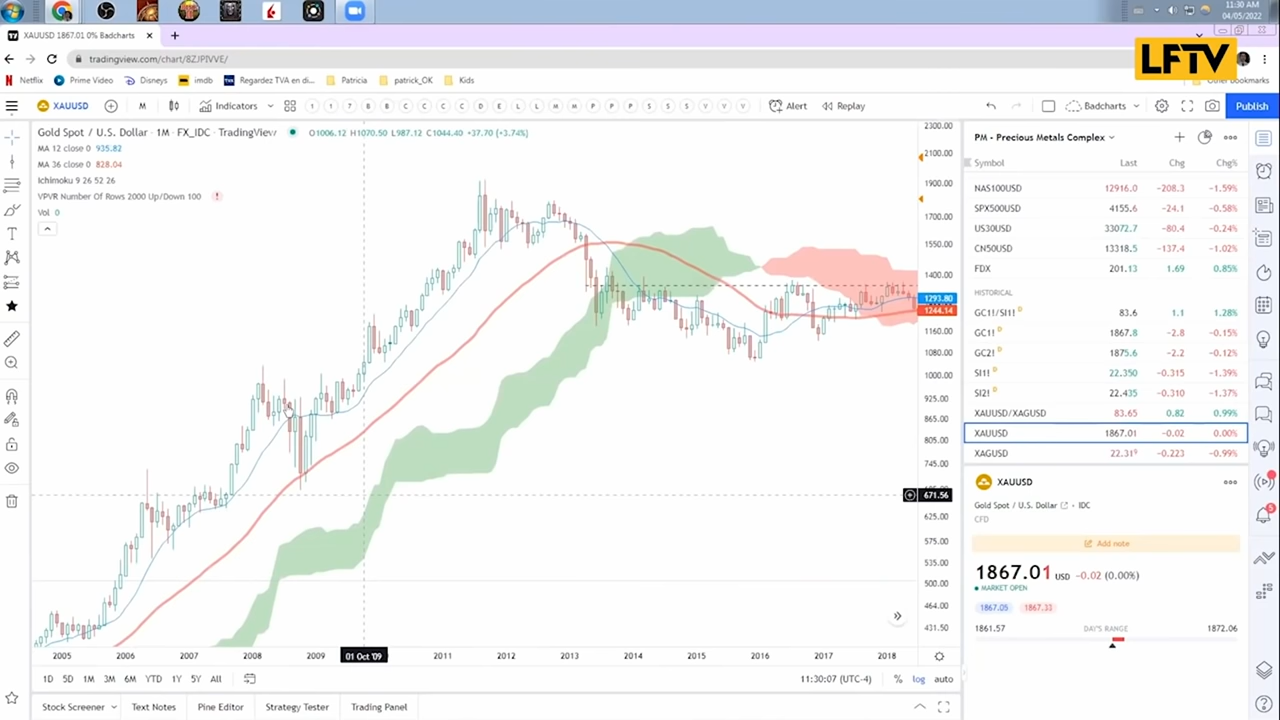 11:30 AM
04/05/2022
XAUUSD 1867.01 0% Badcharts
tradingview.com/chart/8ZJPIVVE/
LFTV
Netflix Prime Video Disneys imdb Regardez TVA en di... Patricia patrick_OK Kids Other bookmarks
XAUUSD M Indicators Alert Replay Badcharts Publish
Gold Spot / U.S. Dollar · 1M · FX_IDC · TradingView O1006.12 H1070.50 L987.12 C1044.40 +37.70 (+3.74%)
MA 12 close 0 935.82
MA 36 close 0 828.04
Ichimoku 9 26 52 26
VPVR Number Of Rows 2000 Up/Down 100
Vol 0
2300.00
2100.00
1900.00
1700.00
1550.00
1400.00
1293.80
1244.14
1160.00
1080.00
1000.00
925.00
865.00
805.00
745.00
671.56
625.00
575.00
535.00
500.00
464.00
431.50
2005 2006 2007 2008 2009 01 Oct '09 2011 2012 2013 2014 2015 2016 2017 2018
1D 5D 1M 3M 6M YTD 1Y 5Y All 11:30:07 (UTC-4) % log auto
Stock Screener Text Notes Pine Editor Strategy Tester Trading Panel
PM - Precious Metals Complex
Symbol Last Chg Chg%
NAS100USD 12916.0 −208.3 −1.59%
SPX500USD 4155.6 −24.1 −0.58%
US30USD 33072.7 −80.4 −0.24%
CN50USD 13318.5 −137.4 −1.02%
FDX 201.13 1.69 0.85%
HISTORICAL
GC1!/SI1! D 83.6 1.1 1.28%
GC1! D 1867.8 −2.8 −0.15%
GC2! D 1875.6 −2.2 −0.12%
SI1! D 22.350 −0.315 −1.39%
SI2! D 22.435 −0.310 −1.37%
XAUUSD/XAGUSD 83.65 0.82 0.99%
XAUUSD 1867.01 −0.02 0.00%
XAGUSD 22.319 −0.223 −0.99%
XAUUSD
Gold Spot / U.S. Dollar · IDC
CFD
Add note
1867.01 USD −0.02 (0.00%)
MARKET OPEN
1867.05 1867.33
1861.57 DAY'S RANGE 1872.06